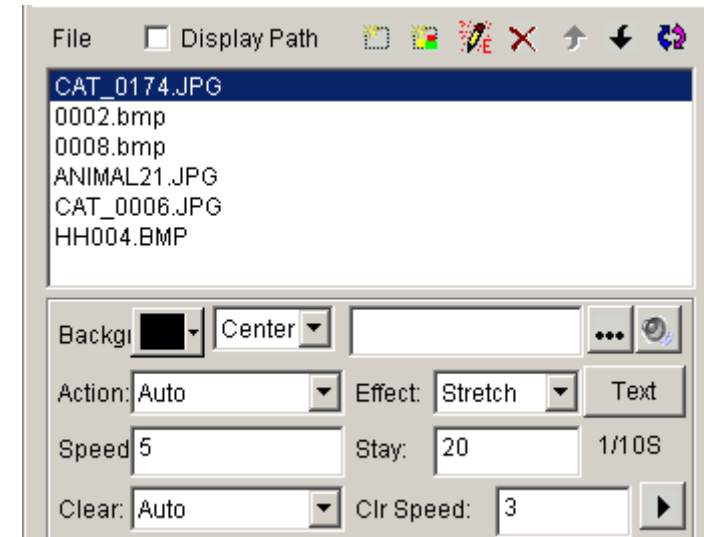 File Display Path E
CAT_0174.JPG
0002.bmp
0008.bmp
ANIMAL21.JPG
CAT_0006.JPG
HH004.BMP
Backgı Center ...
Action: Auto Effect: Stretch Text
Speed 5 Stay: 20 1/10S
Clear: Auto Clr Speed: 3